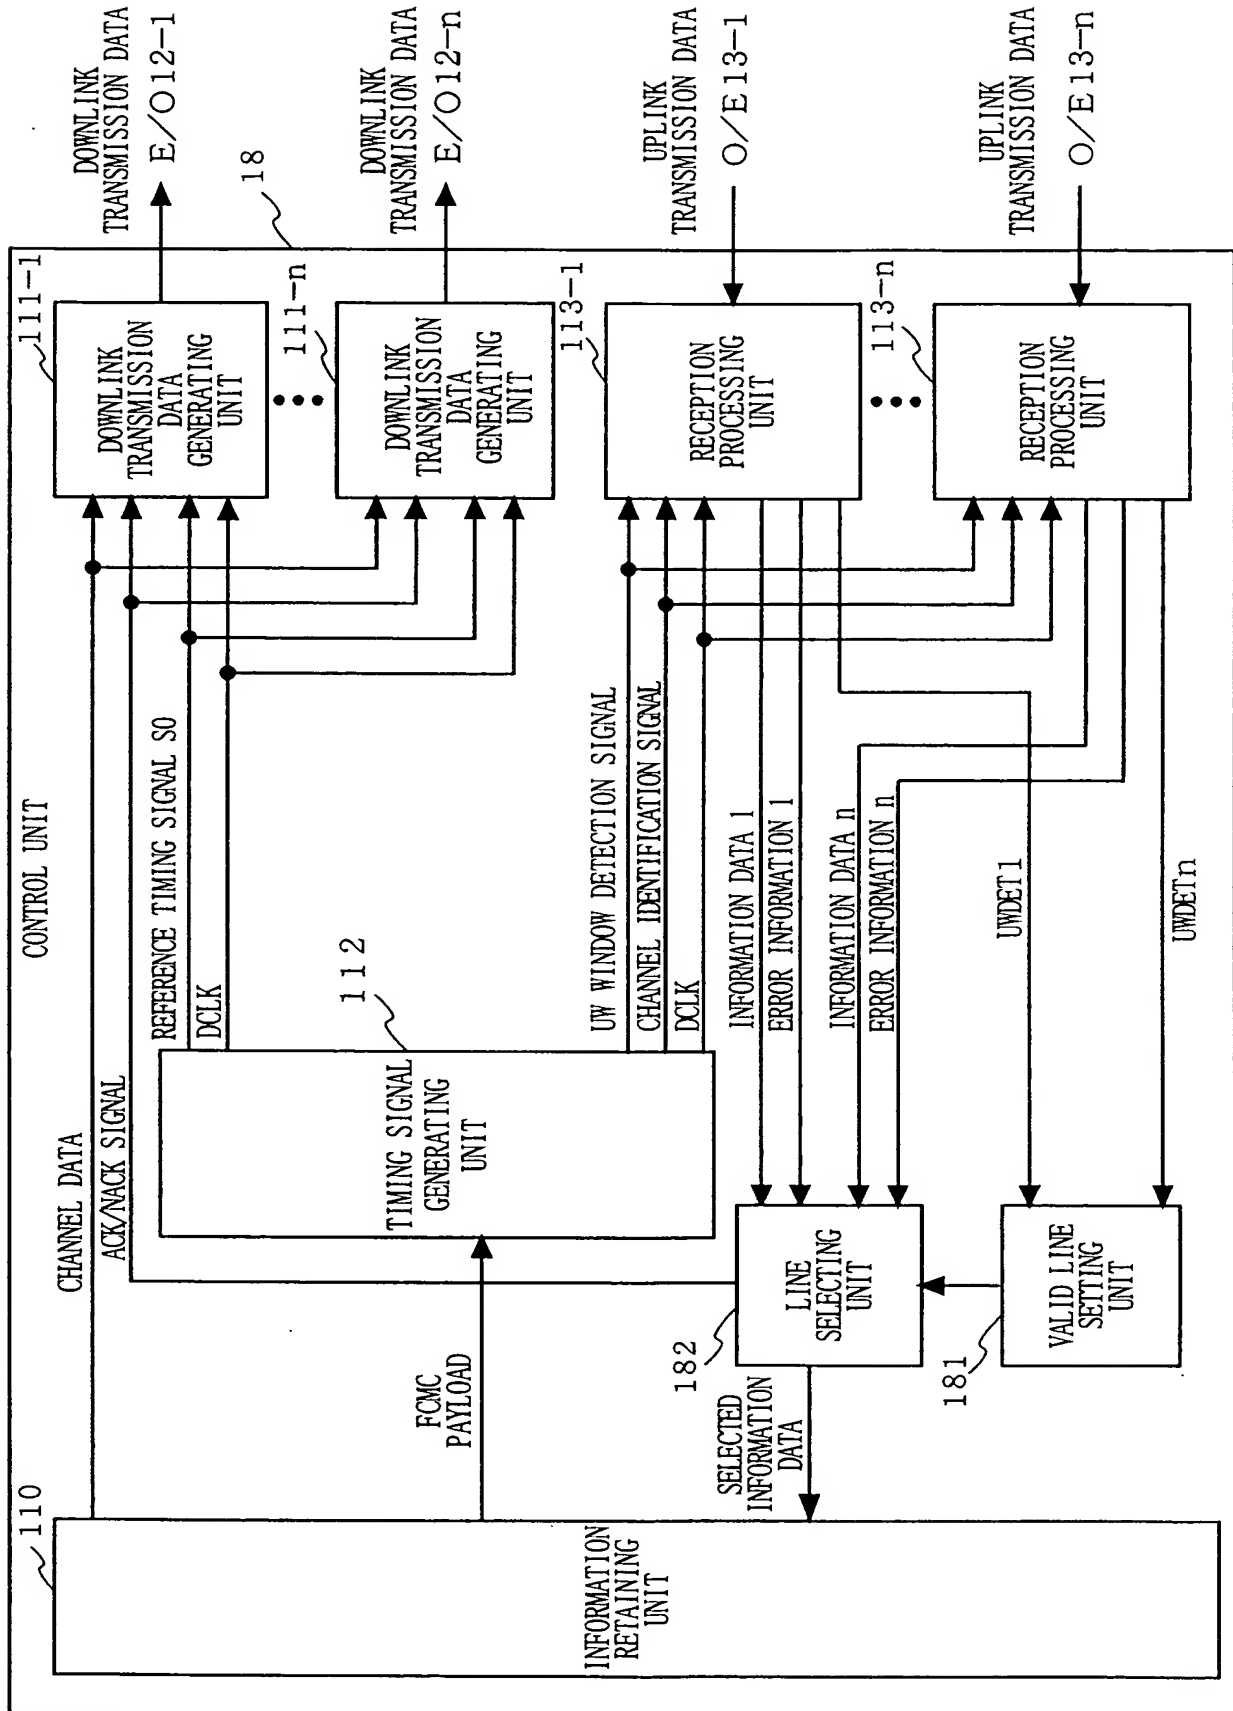 CONTROL UNIT
18
110
INFORMATION
RETAINING
UNIT
CHANNEL DATA
ACK/NACK SIGNAL
FCMC
PAYLOAD
SELECTED
INFORMATION
DATA
112
TIMING SIGNAL
GENERATING
UNIT
REFERENCE TIMING SIGNAL S0
DCLK
UW WINDOW DETECTION SIGNAL
CHANNEL IDENTIFICATION SIGNAL
DCLK
182
LINE
SELECTING
UNIT
181
VALID LINE
SETTING
UNIT
INFORMATION DATA 1
ERROR INFORMATION 1
INFORMATION DATA n
ERROR INFORMATION n
UWDET1
UWDETn
111-1
DOWNLINK
TRANSMISSION
DATA
GENERATING
UNIT
111-n
DOWNLINK
TRANSMISSION
DATA
GENERATING
UNIT
113-1
RECEPTION
PROCESSING
UNIT
113-n
RECEPTION
PROCESSING
UNIT
DOWNLINK
TRANSMISSION DATA
E/O12-1
DOWNLINK
TRANSMISSION DATA
E/O12-n
UPLINK
TRANSMISSION DATA
O/E13-1
UPLINK
TRANSMISSION DATA
O/E13-n